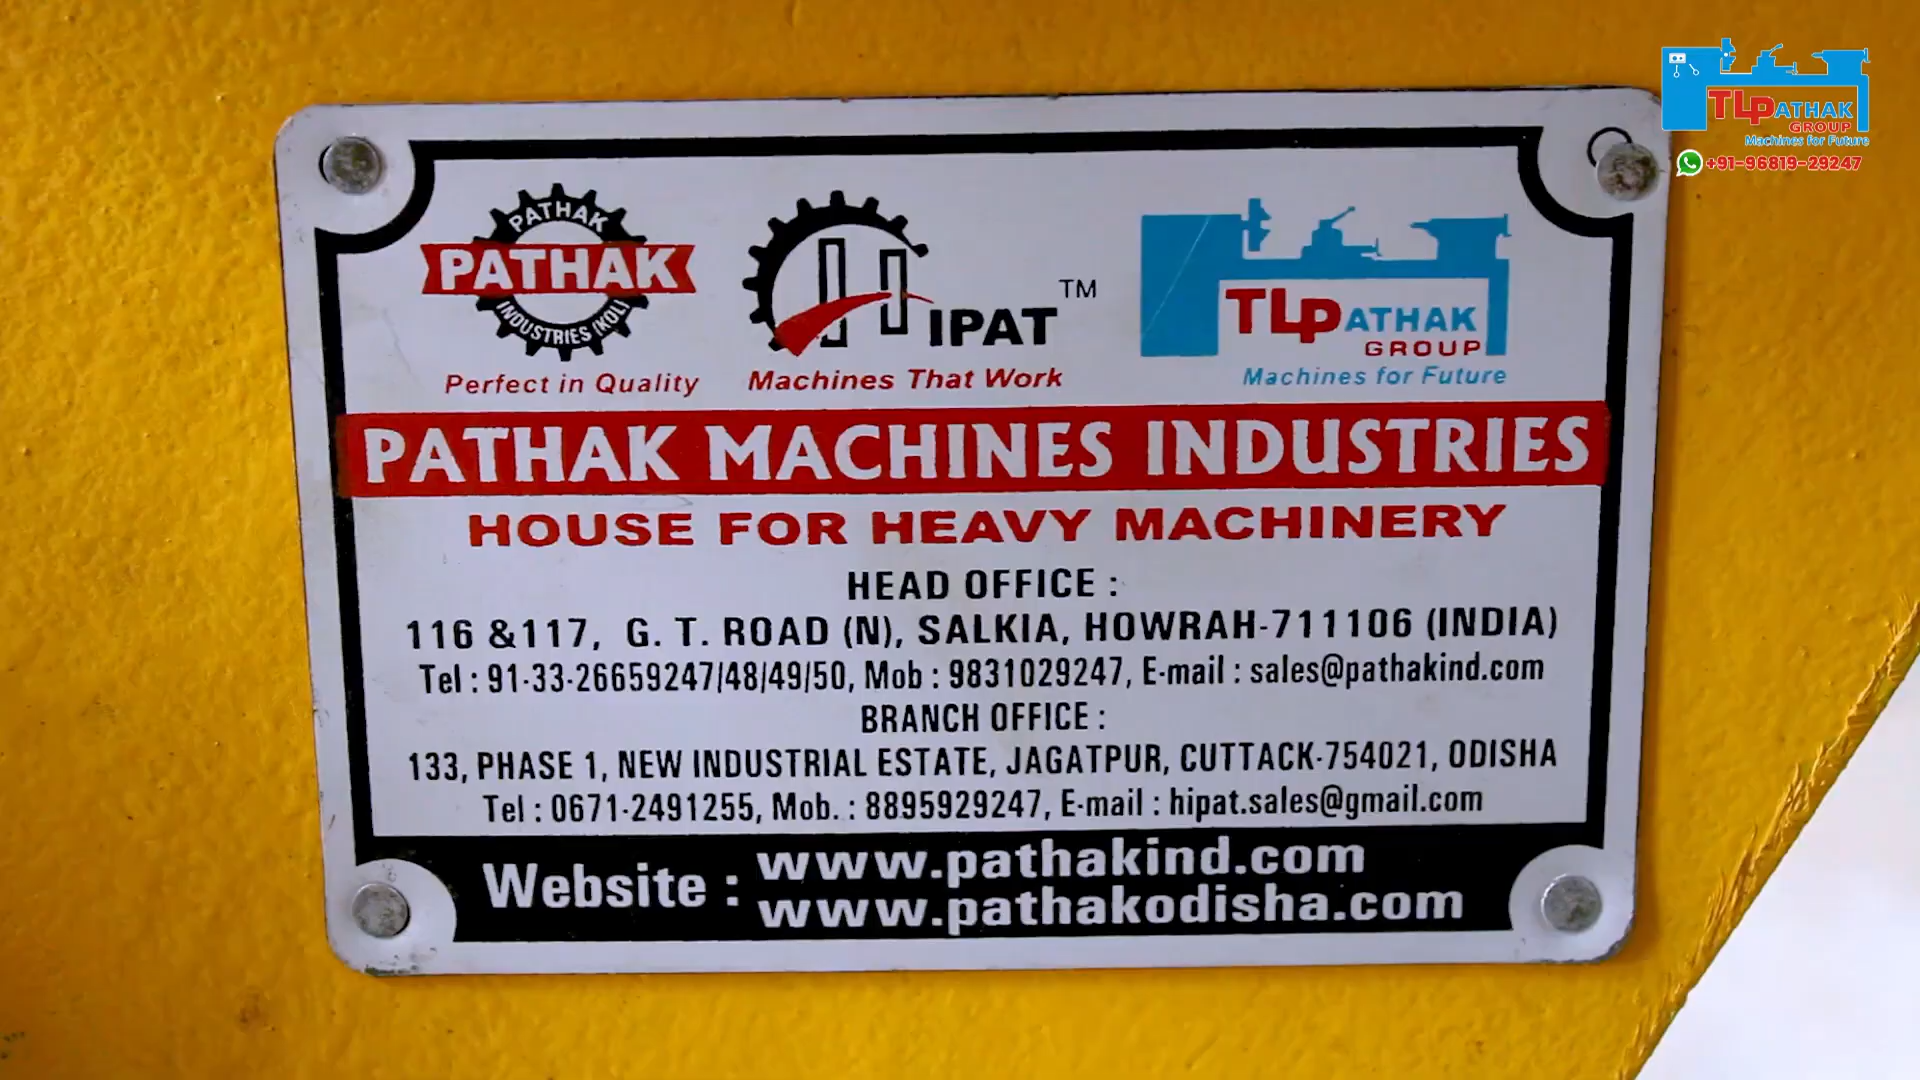 PATHAK
PATHAK
INDUSTRIES (KOL)
Perfect in Quality
HIPAT TM
Machines That Work
TLPATHAK
GROUP
Machines for Future
PATHAK MACHINES INDUSTRIES
HOUSE FOR HEAVY MACHINERY
HEAD OFFICE :
116 &117, G. T. ROAD (N), SALKIA, HOWRAH-711106 (INDIA)
Tel : 91-33-26659247/48/49/50, Mob : 9831029247, E-mail : sales@pathakind.com
BRANCH OFFICE :
133, PHASE 1, NEW INDUSTRIAL ESTATE, JAGATPUR, CUTTACK-754021, ODISHA
Tel : 0671-2491255, Mob. : 8895929247, E-mail : hipat.sales@gmail.com
Website : www.pathakind.com
www.pathakodisha.com
TLPATHAK
GROUP
Machines for Future
+91-96819-29247